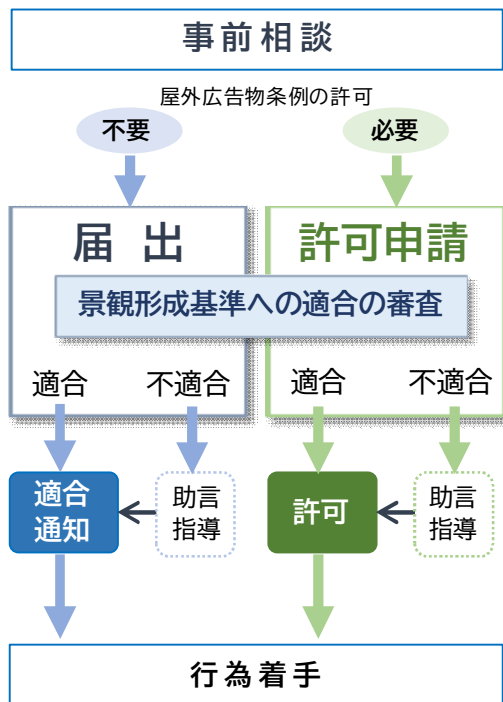 事前相談
屋外広告物条例の許可
不要
必要
届出
許可申請
景観形成基準への適合の審査
適合
不適合
適合
不適合
適合
通知
助言
指導
許可
助言
指導
行為着手